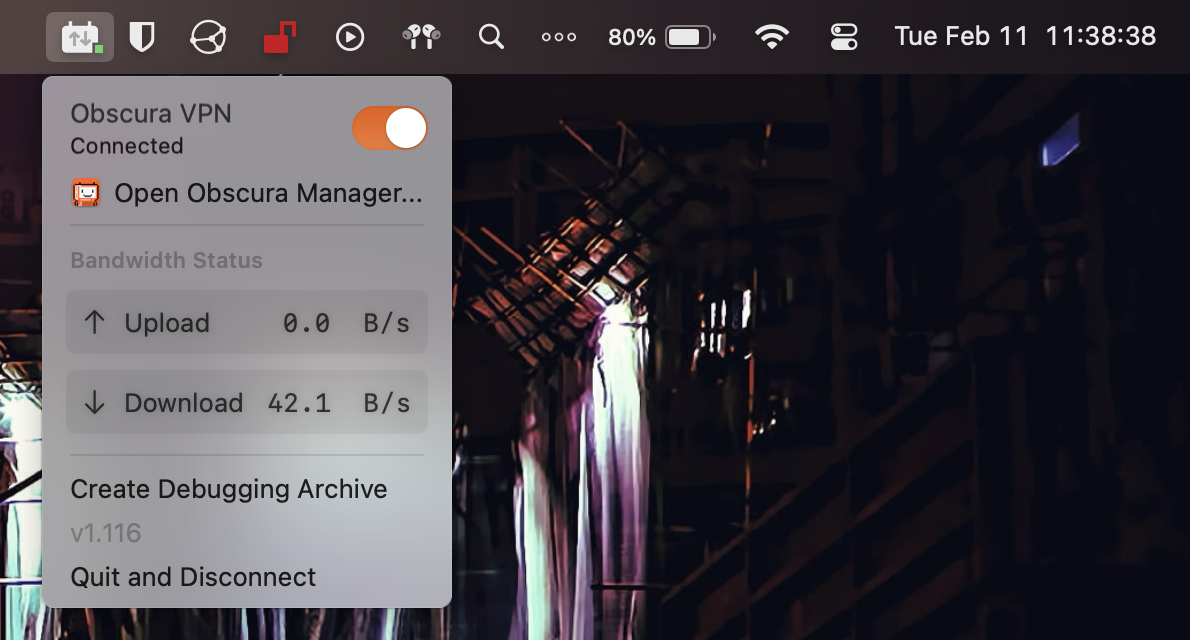 80% Tue Feb 11 11:38:38
Obscura VPN
Connected
Open Obscura Manager...
Bandwidth Status
Upload 0.0 B/s
Download 42.1 B/s
Create Debugging Archive
v1.116
Quit and Disconnect